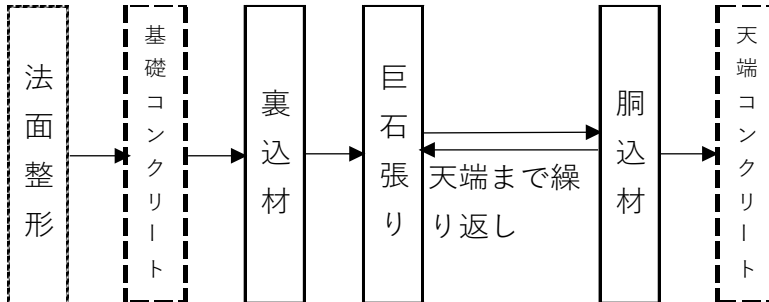 法面整形
基礎コンクリート
裏込材
巨石張り
天端まで繰
り返し
胴込材
天端コンクリート